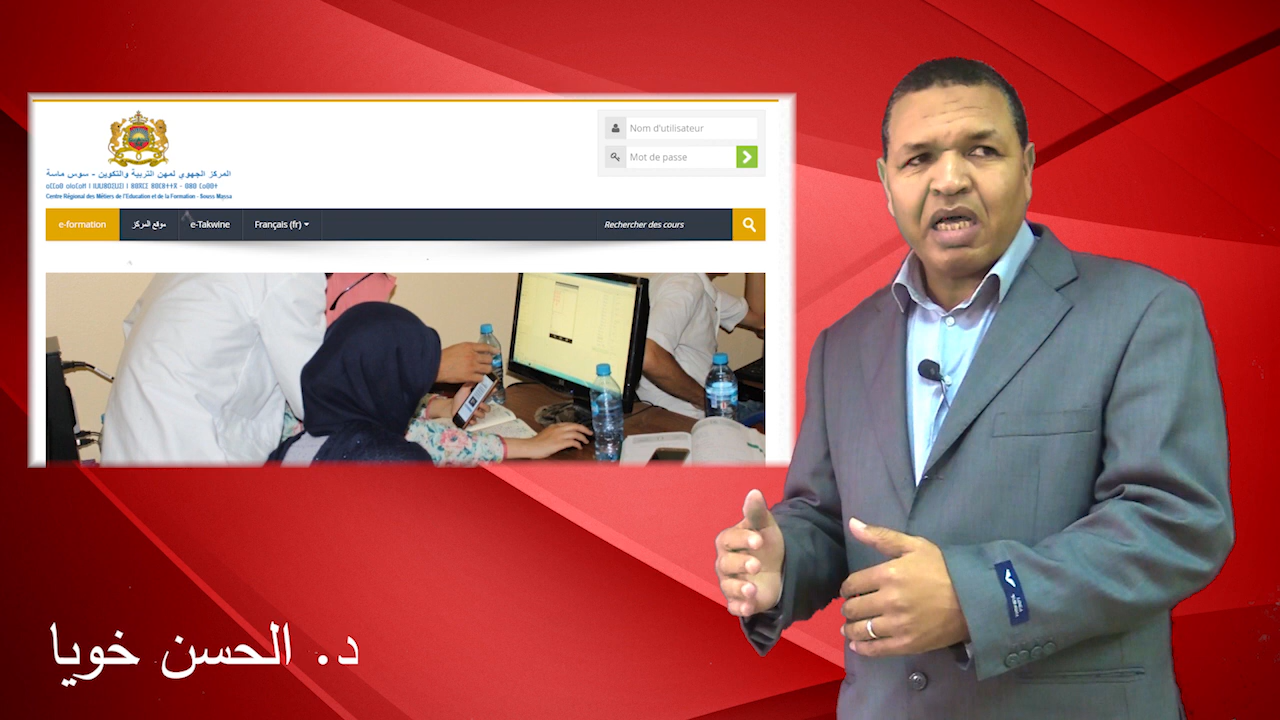 المركز الجهوي لمهن التربية والتكوين - سوس ماسة
Centre Régional des Métiers de l'Education et de la Formation - Souss Massa
Nom d'utilisateur
Mot de passe
e-formation
موقع المركز
e-Takwine
Français (fr)
Rechercher des cours
د. الحسن خويا